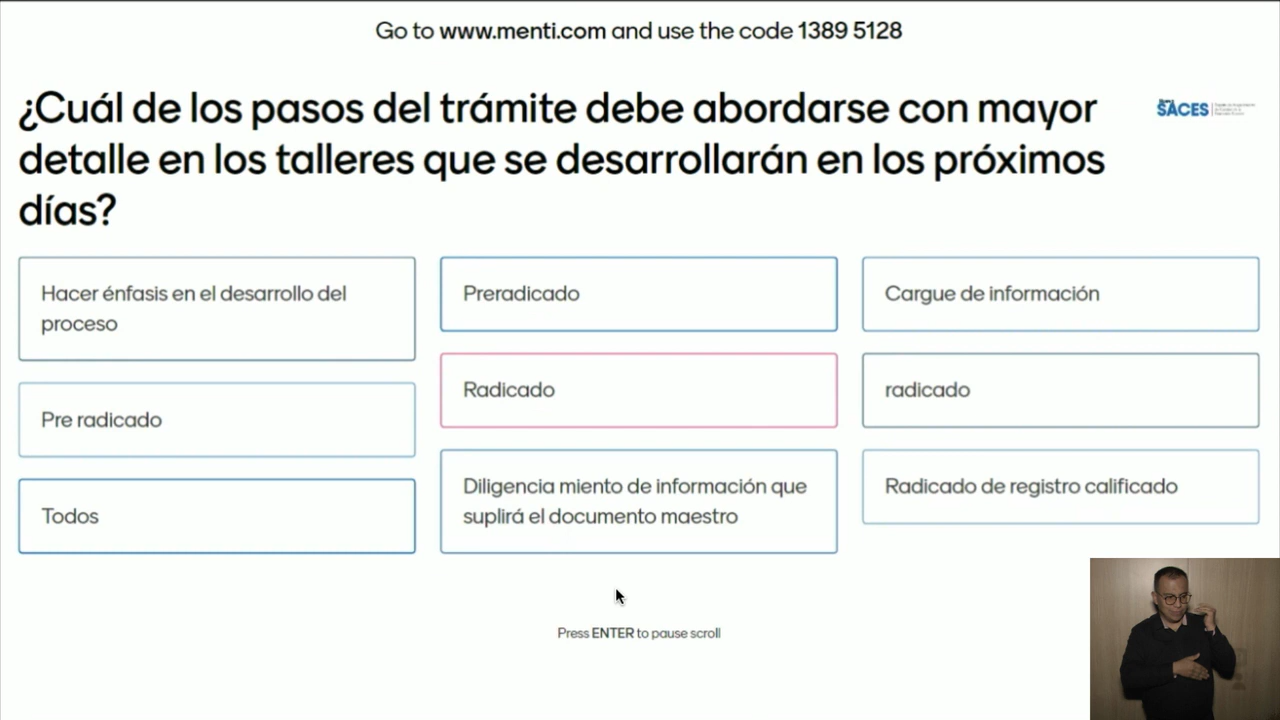 Go to www.menti.com and use the code 1389 5128
¿Cuál de los pasos del trámite debe abordarse con mayor
detalle en los talleres que se desarrollarán en los próximos
días?
SACES
Hacer énfasis en el desarrollo del
proceso
Pre radicado
Todos
Preradicado
Radicado
Diligencia miento de información que
suplirá el documento maestro
Cargue de información
radicado
Radicado de registro calificado
Press ENTER to pause scroll